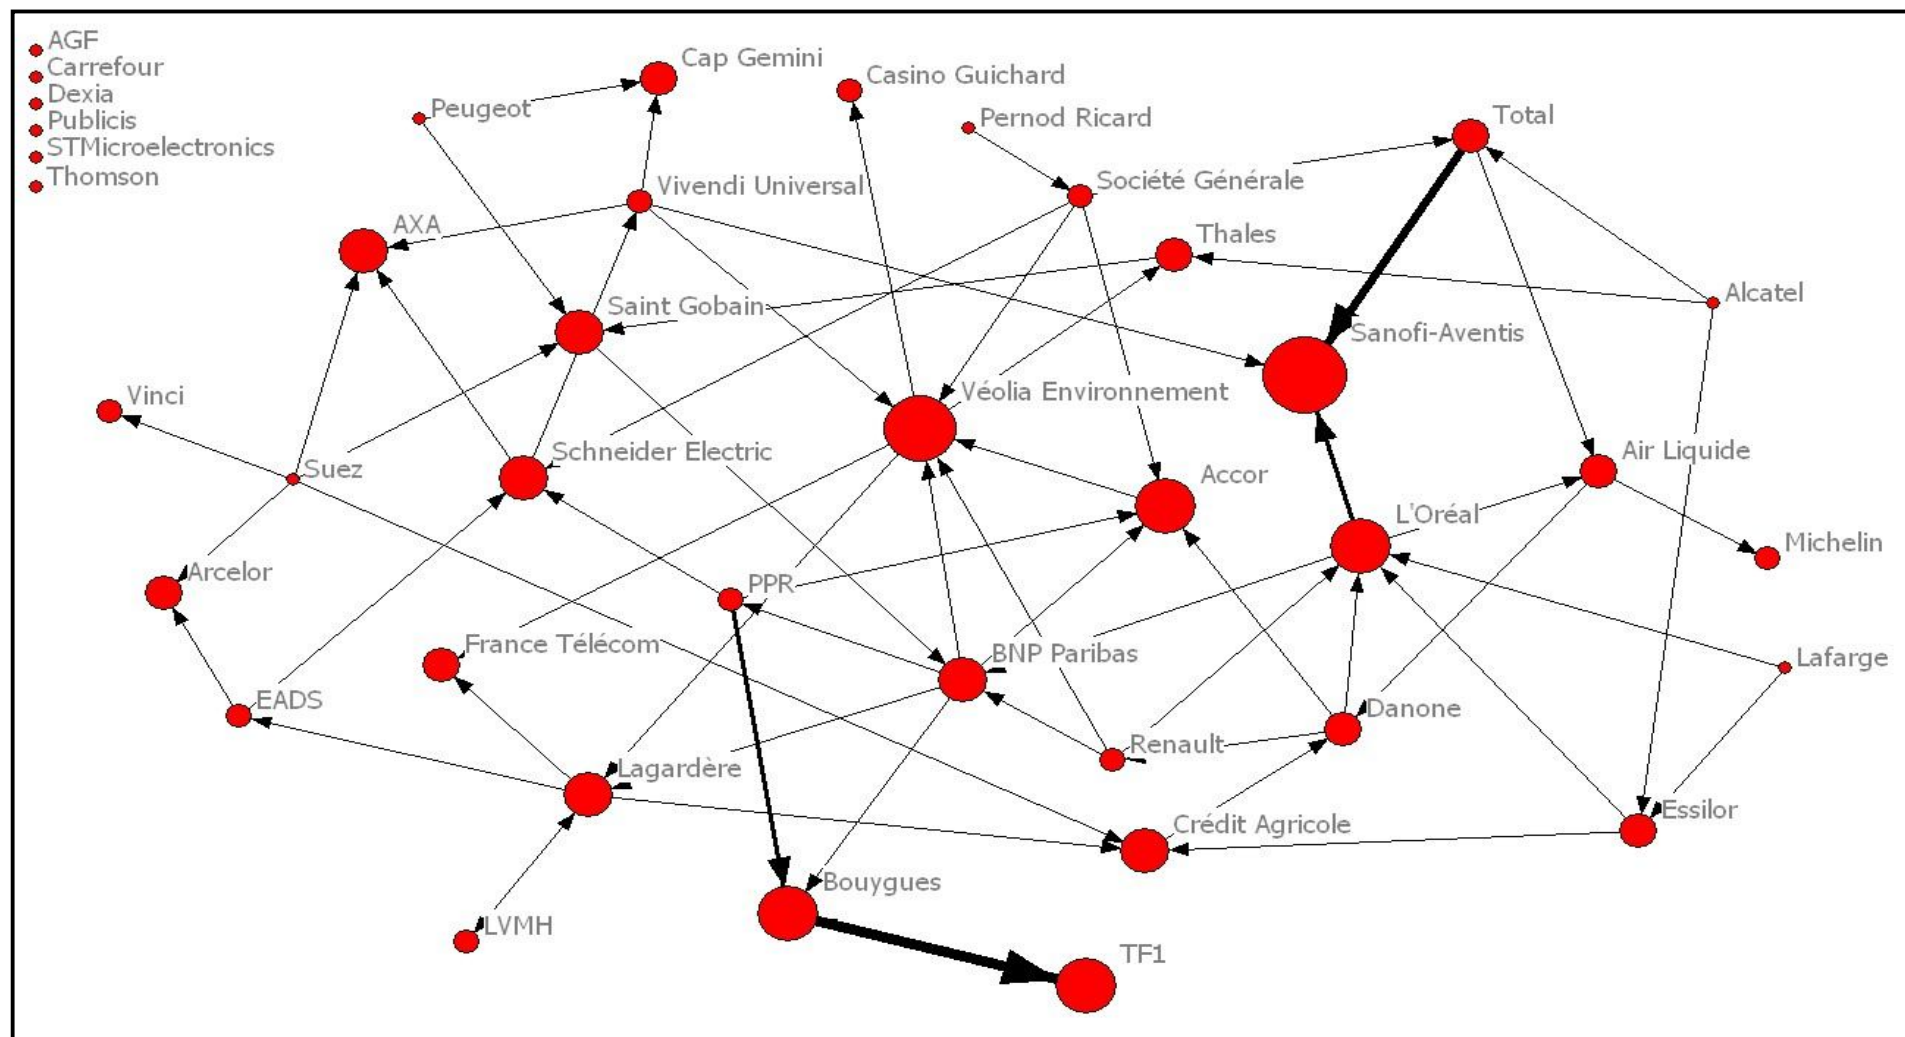 AGF
Carrefour
Dexia
Publicis
STMicroelectronics
Thomson
Cap Gemini
Casino Guichard
Peugeot
Pernod Ricard
Total
Vivendi Universal
Société Générale
AXA
Thales
Saint Gobain
Alcatel
Sanofi-Aventis
Vinci
Véolia Environnement
Suez
Schneider Electric
Accor
Air Liquide
L'Oréal
Michelin
Arcelor
PPR
France Télécom
BNP Paribas
Lafarge
EADS
Danone
Renault
Lagardère
Crédit Agricole
Essilor
Bouygues
LVMH
TF1